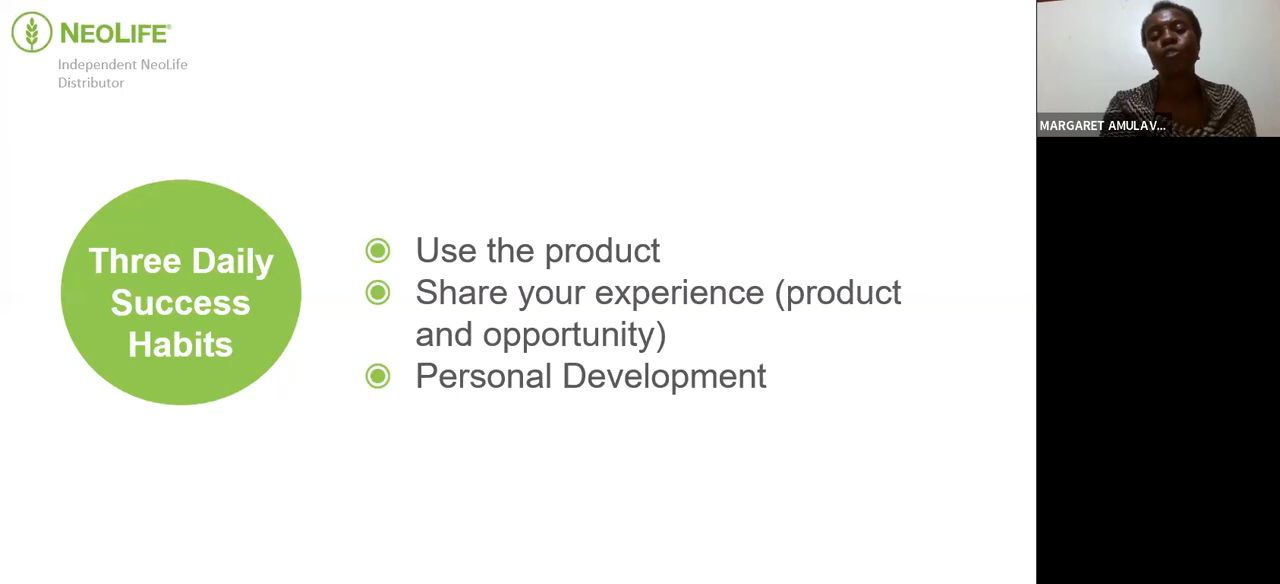 NEOLIFE®
Independent NeoLife
Distributor
Three Daily
Success
Habits
Use the product
Share your experience (product
and opportunity)
Personal Development
MARGARET AMULAV...